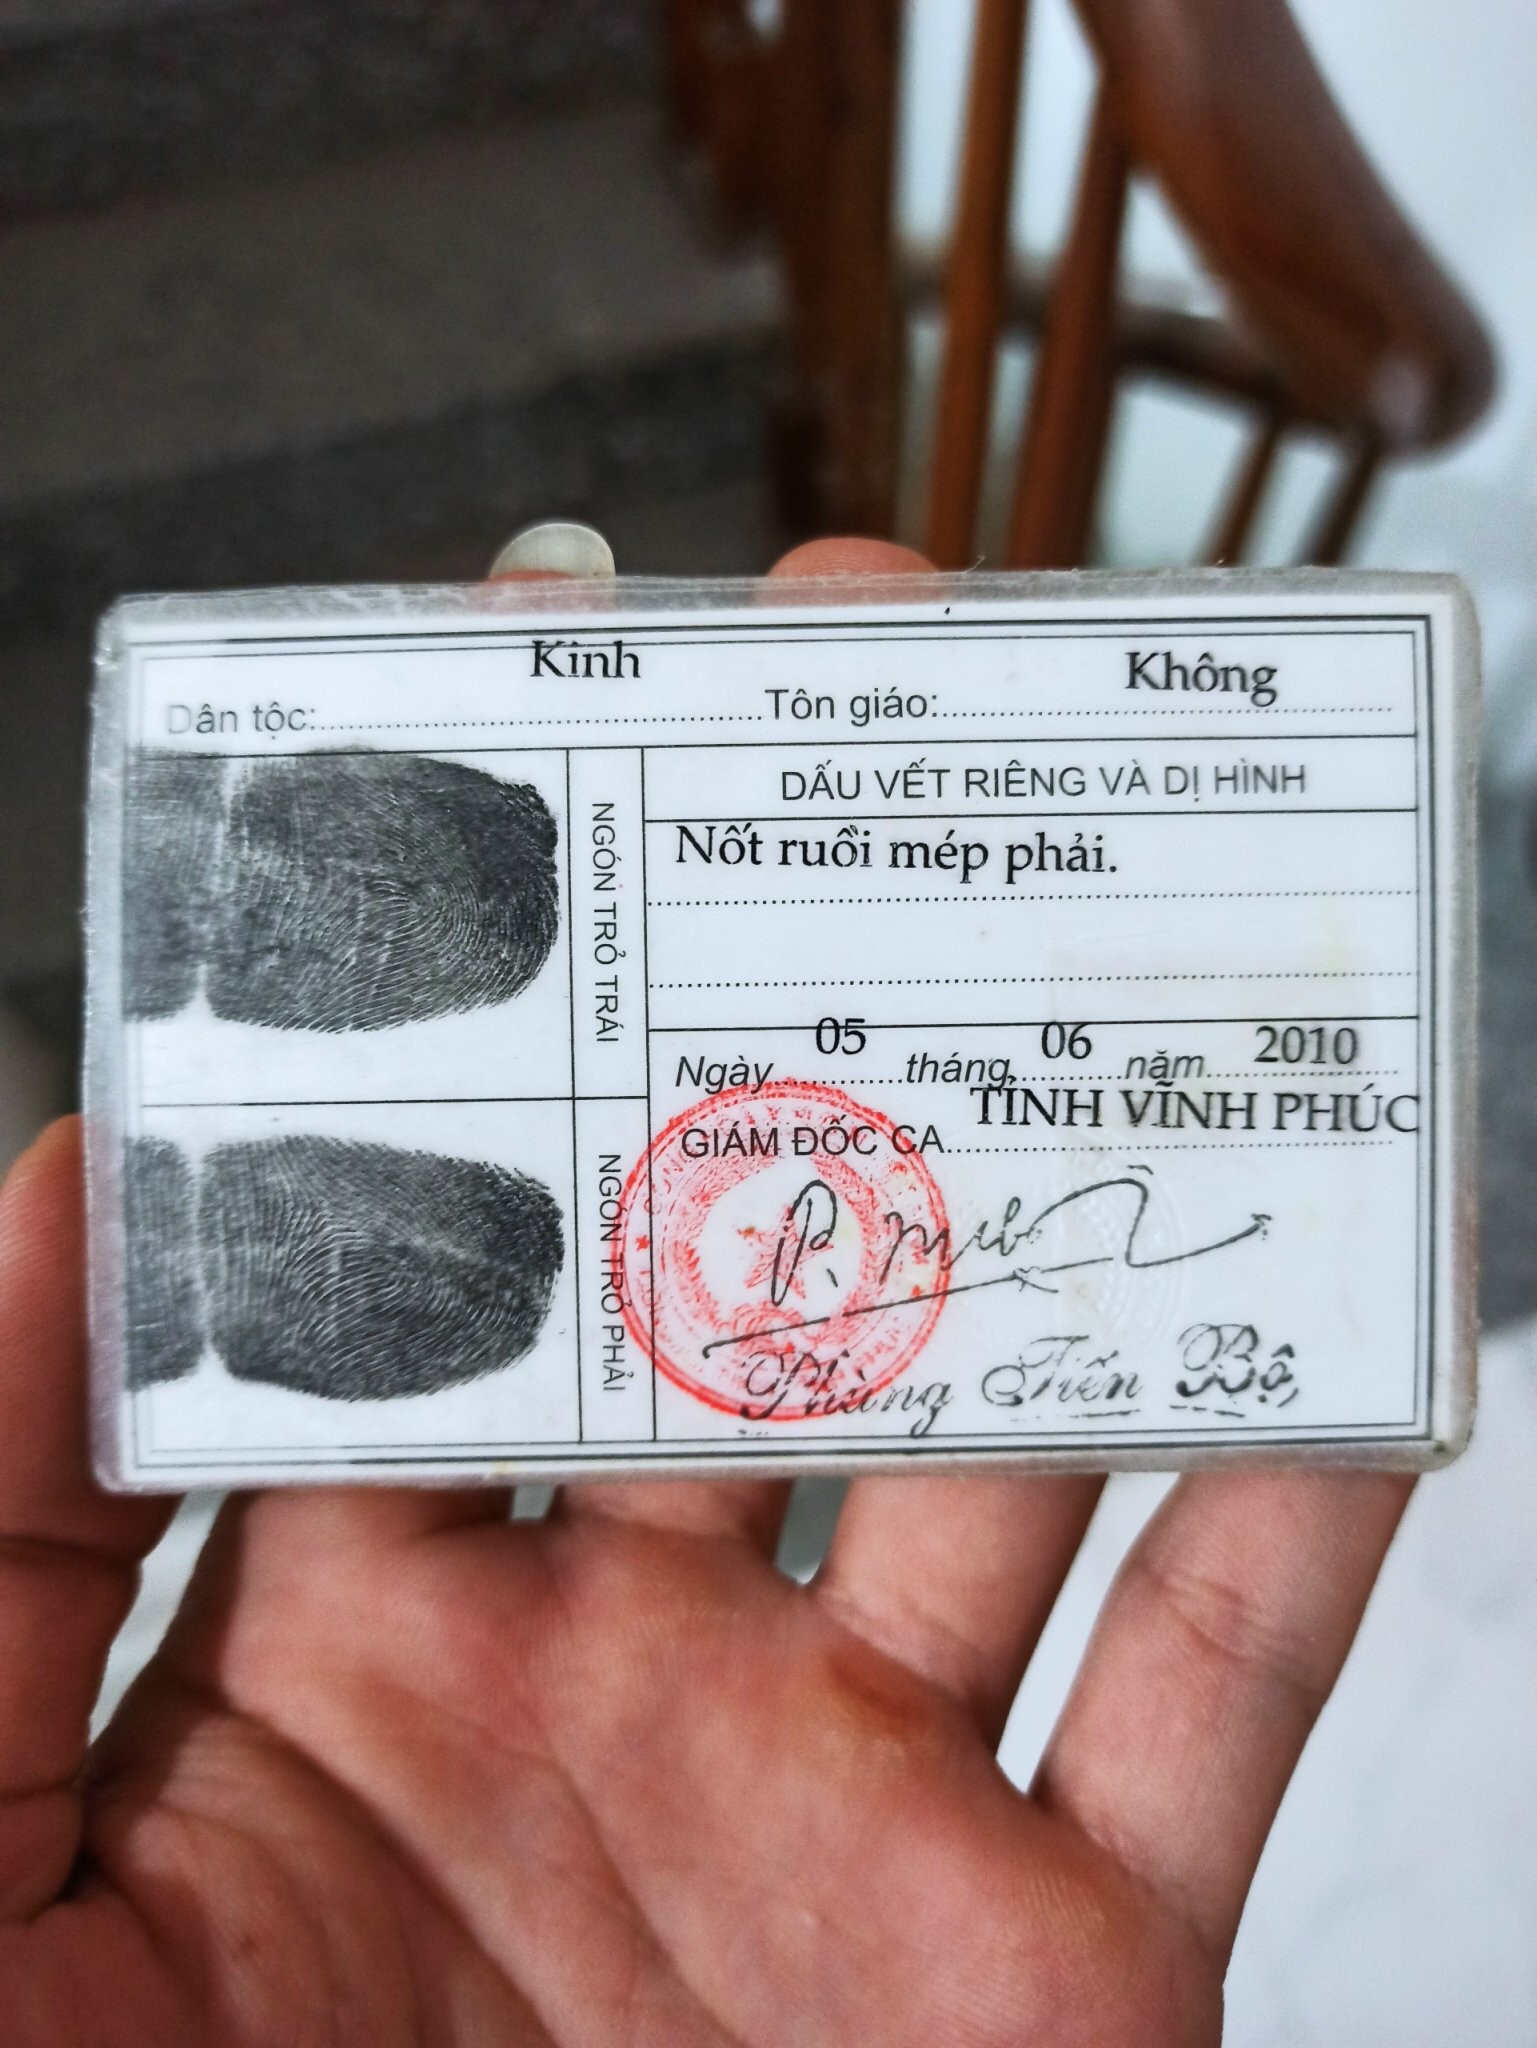 Kinh Không
Dân tộc: Tôn giáo:
DẤU VẾT RIÊNG VÀ DỊ HÌNH
Nốt ruồi mép phải.
NGÓN TRỎ TRÁI
NGÓN TRỎ PHẢI
Ngày 05 tháng 06 năm 2010
GIÁM ĐỐC CA TỈNH VĨNH PHÚC
Phùng Tiến Bộ